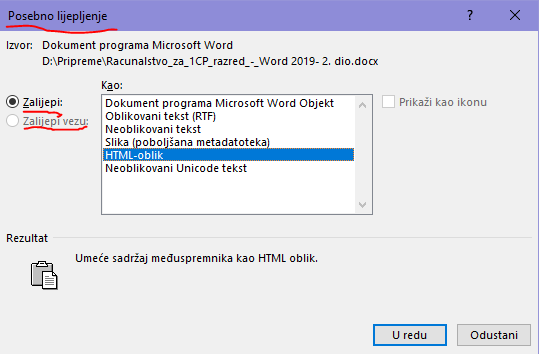 Posebno lijepljenje
Izvor: Dokument programa Microsoft Word
D:\Pripreme\Racunalstvo_za_1CP_razred_-_Word 2019- 2. dio.docx
Kao:
Zalijepi:
Zalijepi vezu:
Dokument programa Microsoft Word Objekt
Oblikovani tekst (RTF)
Neoblikovani tekst
Slika (poboljšana metadatoteka)
HTML-oblik
Neoblikovani Unicode tekst
Prikaži kao ikonu
Rezultat
Umeće sadržaj međuspremnika kao HTML oblik.
U redu
Odustani